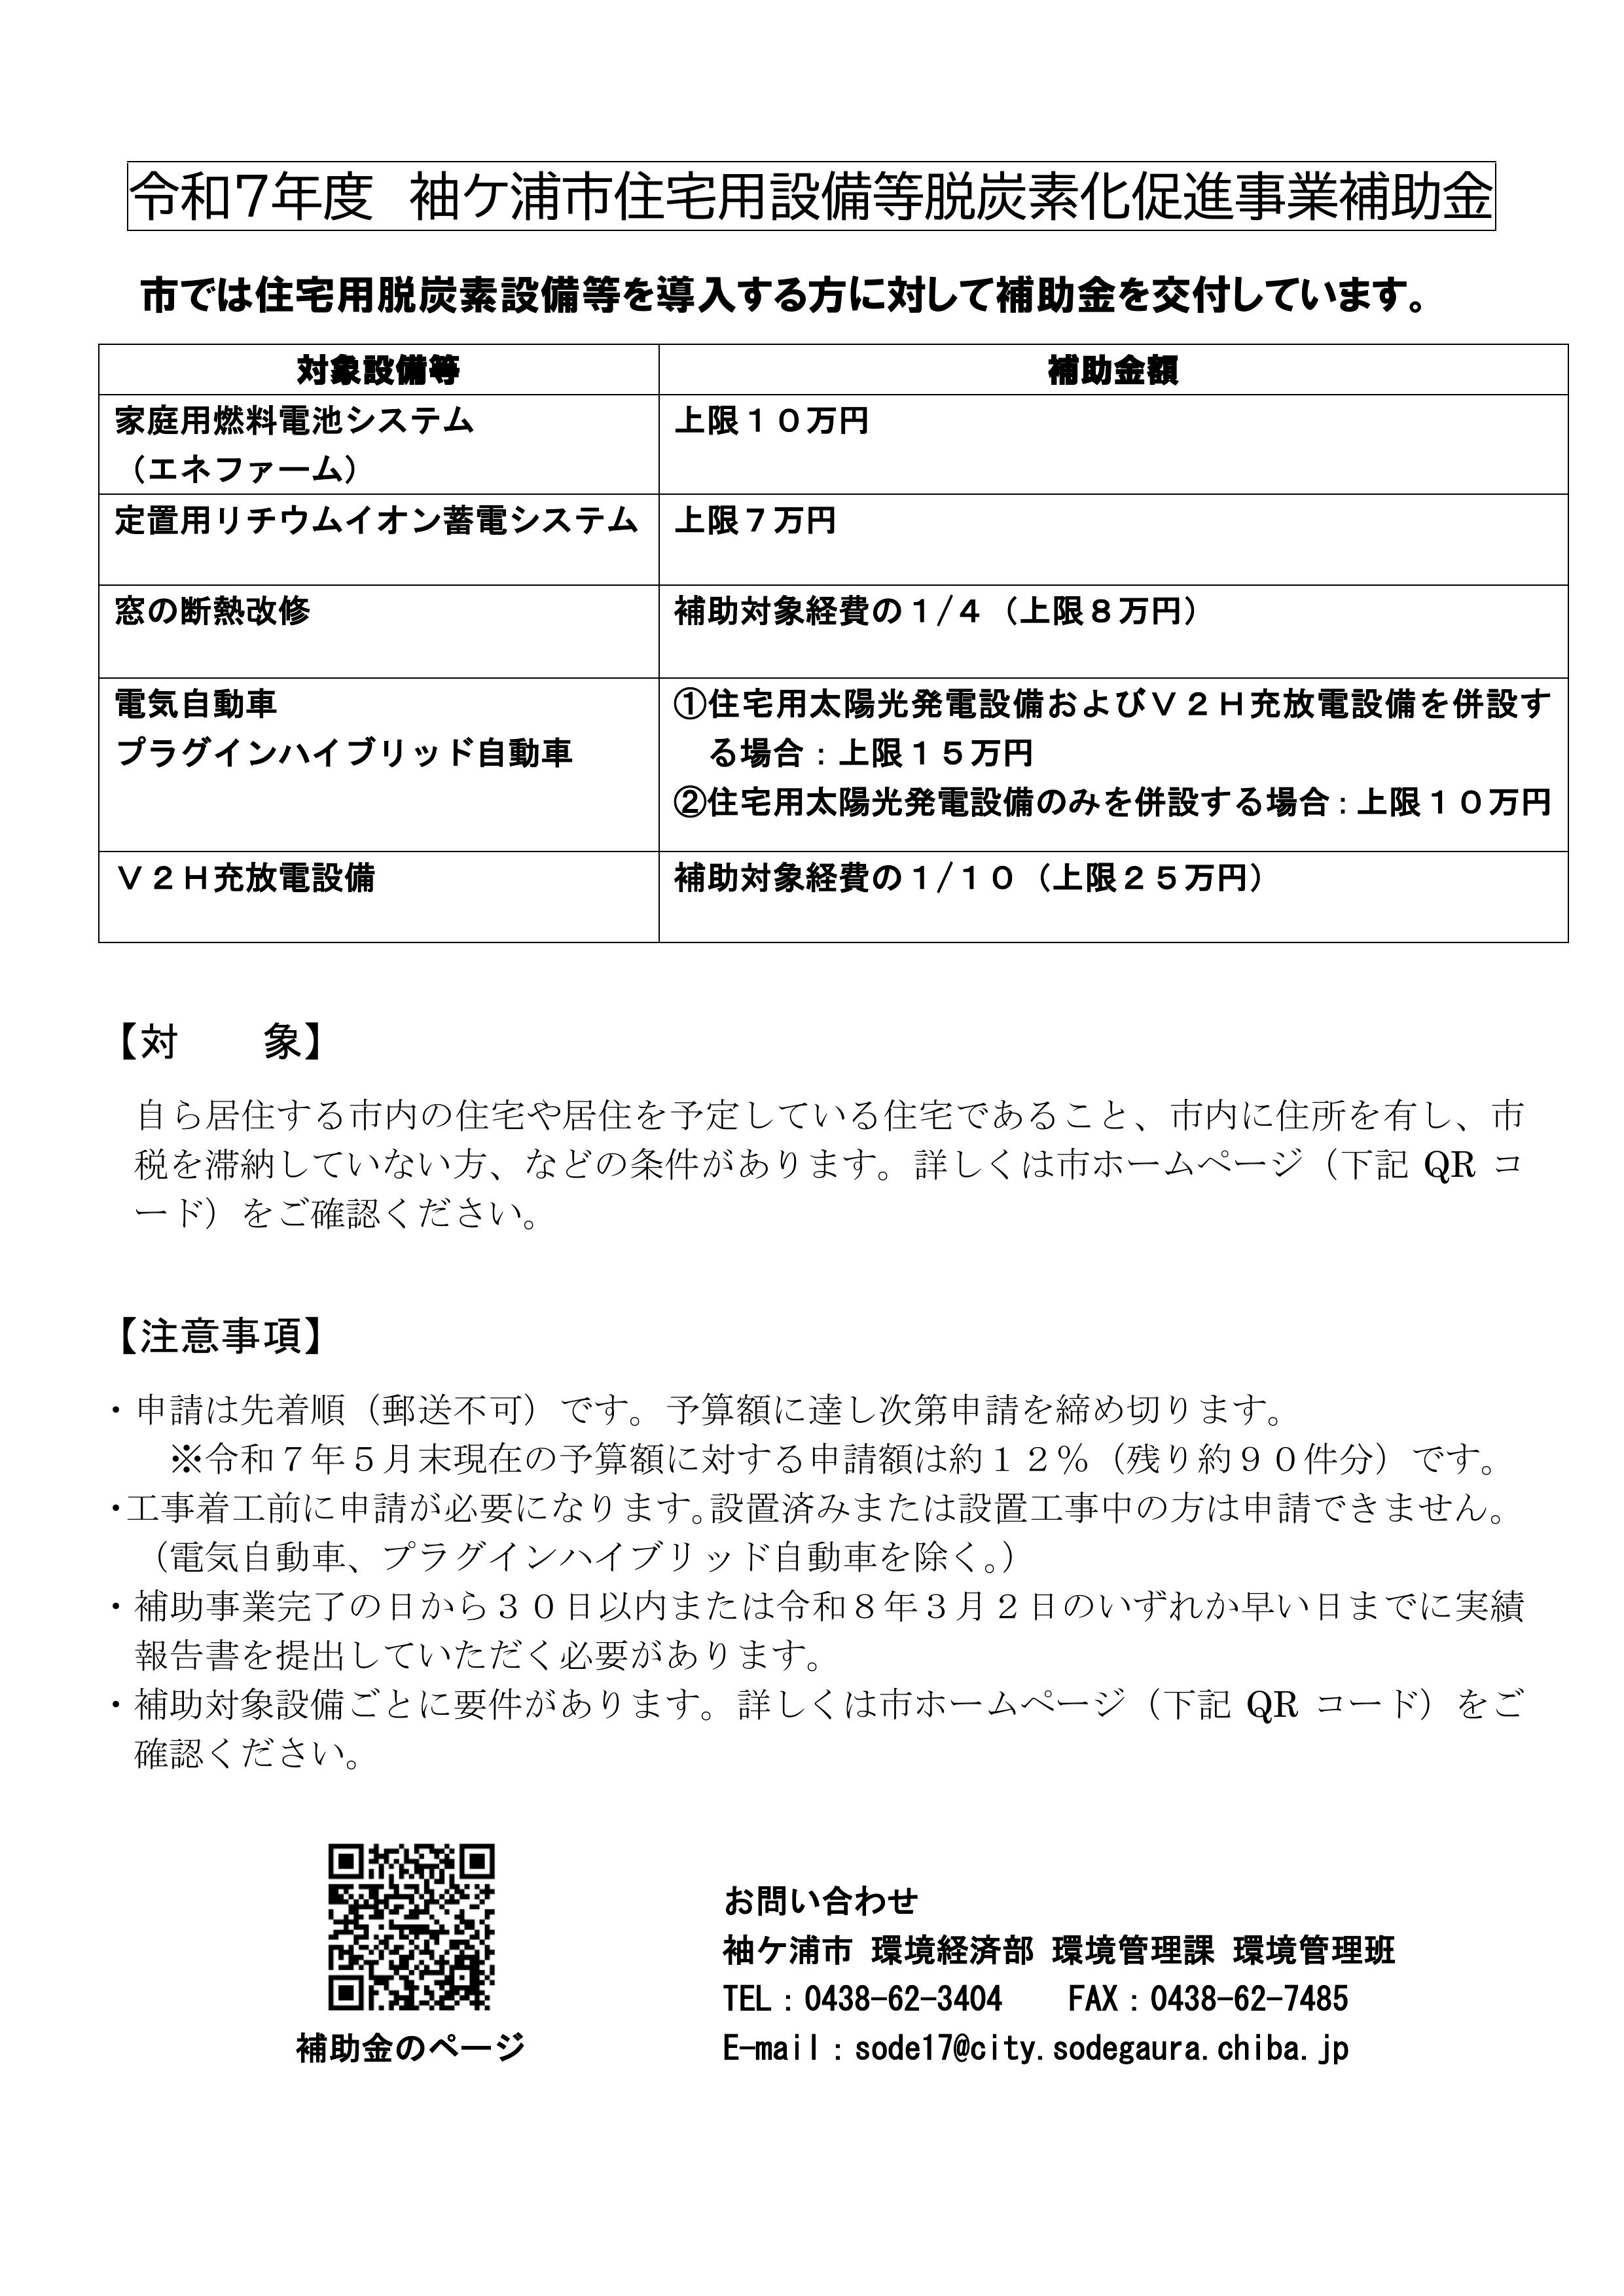 令和7年度　袖ケ浦市住宅用設備等脱炭素化促進事業補助金
市では住宅用脱炭素設備等を導入する方に対して補助金を交付しています。
対象設備等　補助金額
家庭用燃料電池システム　上限１０万円
（エネファーム）
定置用リチウムイオン蓄電システム　上限７万円
窓の断熱改修　補助対象経費の１/４（上限８万円）
電気自動車　①住宅用太陽光発電設備およびＶ２Ｈ充放電設備を併設す
プラグインハイブリッド自動車　る場合：上限１５万円
②住宅用太陽光発電設備のみを併設する場合：上限１０万円
Ｖ２Ｈ充放電設備　補助対象経費の１/１０（上限２５万円）
【対　　象】
自ら居住する市内の住宅や居住を予定している住宅であること、市内に住所を有し、市
税を滞納していない方、などの条件があります。詳しくは市ホームページ（下記 QR コ
ード）をご確認ください。
【注意事項】
・申請は先着順（郵送不可）です。予算額に達し次第申請を締め切ります。
※令和７年５月末現在の予算額に対する申請額は約１２％（残り約９０件分）です。
・工事着工前に申請が必要になります。設置済みまたは設置工事中の方は申請できません。
（電気自動車、プラグインハイブリッド自動車を除く。）
・補助事業完了の日から３０日以内または令和８年３月２日のいずれか早い日までに実績
報告書を提出していただく必要があります。
・補助対象設備ごとに要件があります。詳しくは市ホームページ（下記 QR コード）をご
確認ください。
補助金のページ
お問い合わせ
袖ケ浦市 環境経済部 環境管理課 環境管理班
TEL：0438-62-3404　FAX：0438-62-7485
E-mail：sode17@city.sodegaura.chiba.jp